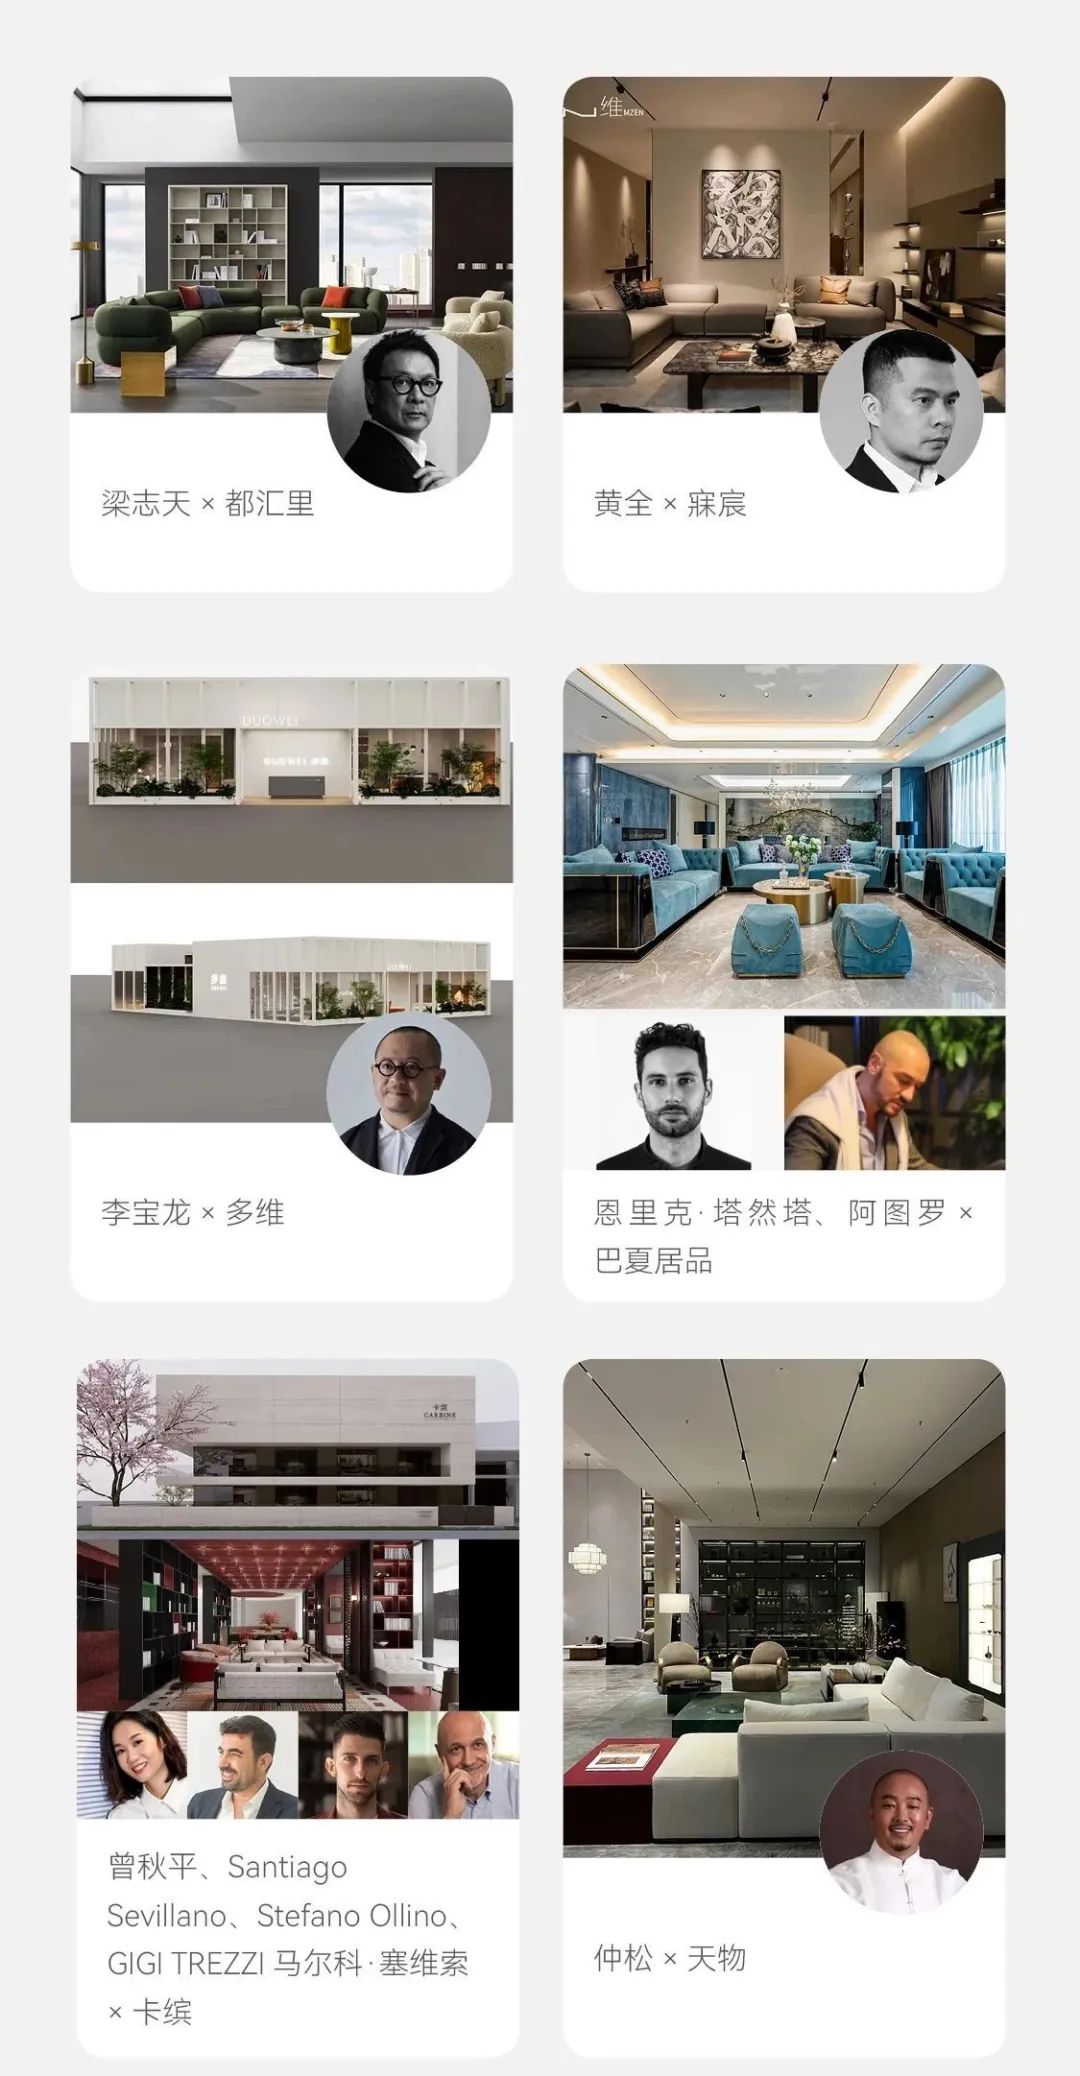 维 MZEN
梁志天 × 都汇里
黄全 × 寐宸
DUOWEI
DUOWEI 多维
DUOWEI
多维
李宝龙 × 多维
恩里克·塔然塔、阿图罗 ×
巴夏居品
卡缤
CARBINE
曾秋平、Santiago
Sevillano、Stefano Ollino、
GIGI TREZZI 马尔科·塞维索
× 卡缤
仲松 × 天物